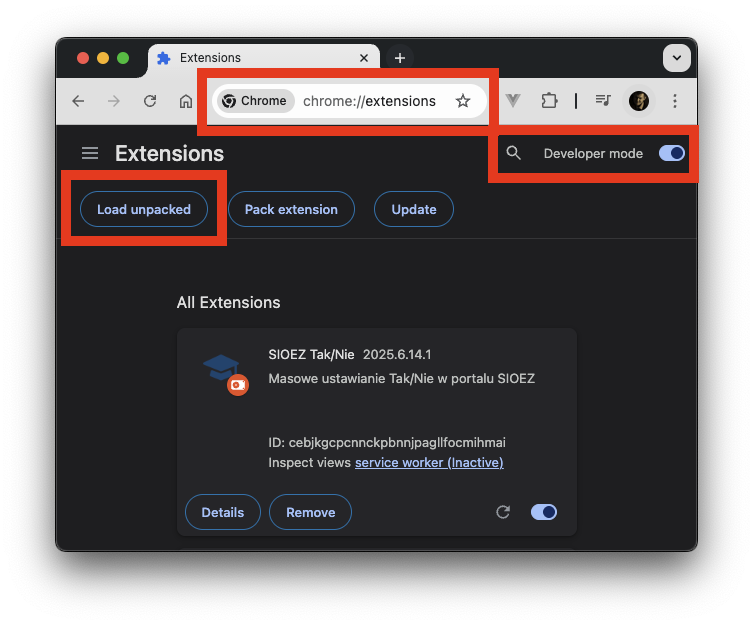 Extensions
Chrome chrome://extensions
Extensions
Developer mode
Load unpacked
Pack extension
Update
All Extensions
SIOEZ Tak/Nie 2025.6.14.1
Masowe ustawianie Tak/Nie w portalu SIOEZ
ID: cebjkgcpcnnckpbnnjpagllfocmihmai
Inspect views service worker (Inactive)
Details
Remove